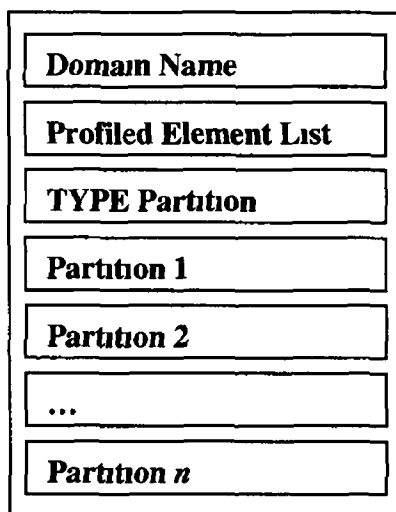 Domain Name
Profiled Element List
TYPE Partition
Partition 1
Partition 2
...
Partition n